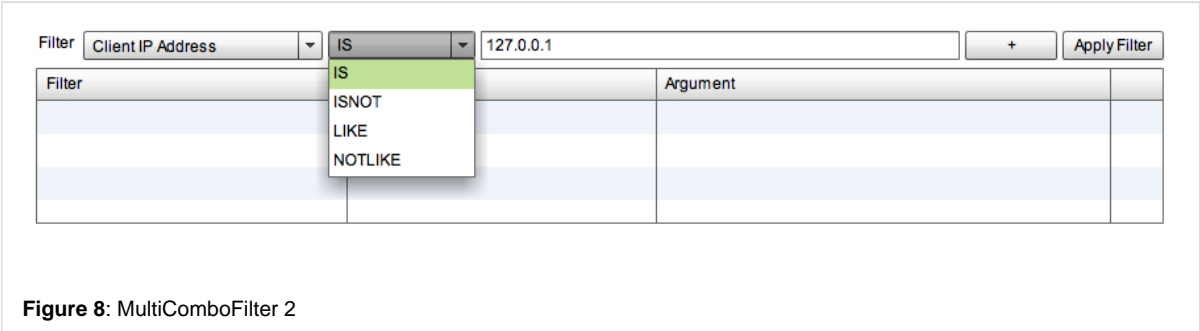 Filter Client IP Address IS 127.0.0.1 + Apply Filter
Filter IS Argument
ISNOT
LIKE
NOTLIKE
Figure 8: MultiComboFilter 2